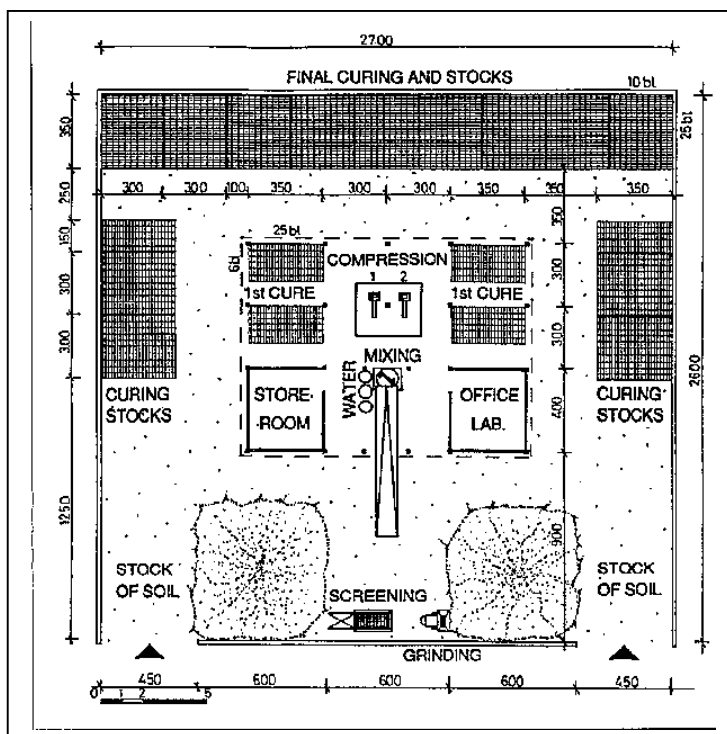 2700
FINAL CURING AND STOCKS
10 bl.
350
25 bl.
300 300 100 350 300 300 350 350
250
150
300
300
1250
25 bl
6 bl
COMPRESSION
1 2
1st CURE
1st CURE
350
300
300
400
900
2600
MIXING
WATER
STORE-
ROOM
OFFICE
LAB.
CURING
STOCKS
CURING
STOCKS
STOCK
OF SOIL
STOCK
OF SOIL
SCREENING
GRINDING
450 600 600 600 450
0 1 2 5